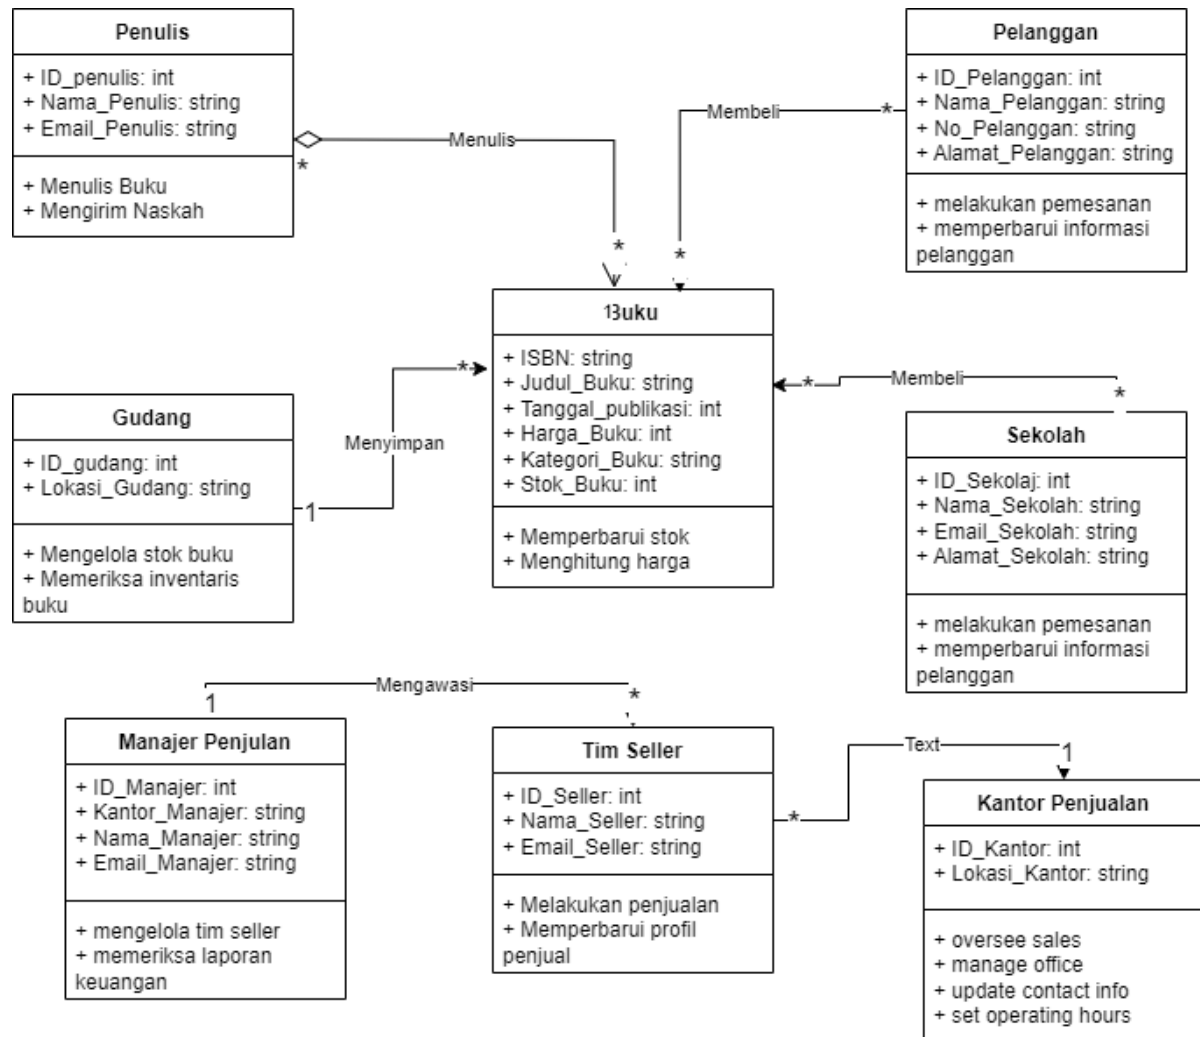 Penulis
+ ID_penulis: int
+ Nama_Penulis: string
+ Email_Penulis: string
+ Menulis Buku
+ Mengirim Naskah
*
Menulis
*
Pelanggan
+ ID_Pelanggan: int
+ Nama_Pelanggan: string
+ No_Pelanggan: string
+ Alamat_Pelanggan: string
+ melakukan pemesanan
+ memperbarui informasi
pelanggan
*
Membeli
*
Buku
+ ISBN: string
+ Judul_Buku: string
+ Tanggal_publikasi: int
+ Harga_Buku: int
+ Kategori_Buku: string
+ Stok_Buku: int
+ Memperbarui stok
+ Menghitung harga
Gudang
+ ID_gudang: int
+ Lokasi_Gudang: string
+ Mengelola stok buku
+ Memeriksa inventaris
buku
1
Menyimpan
*
*
Membeli
*
Sekolah
+ ID_Sekolaj: int
+ Nama_Sekolah: string
+ Email_Sekolah: string
+ Alamat_Sekolah: string
+ melakukan pemesanan
+ memperbarui informasi
pelanggan
1
Mengawasi
*
Manajer Penjulan
+ ID_Manajer: int
+ Kantor_Manajer: string
+ Nama_Manajer: string
+ Email_Manajer: string
+ mengelola tim seller
+ memeriksa laporan
keuangan
Tim Seller
+ ID_Seller: int
+ Nama_Seller: string
+ Email_Seller: string
+ Melakukan penjualan
+ Memperbarui profil
penjual
*
Text
1
Kantor Penjualan
+ ID_Kantor: int
+ Lokasi_Kantor: string
+ oversee sales
+ manage office
+ update contact info
+ set operating hours